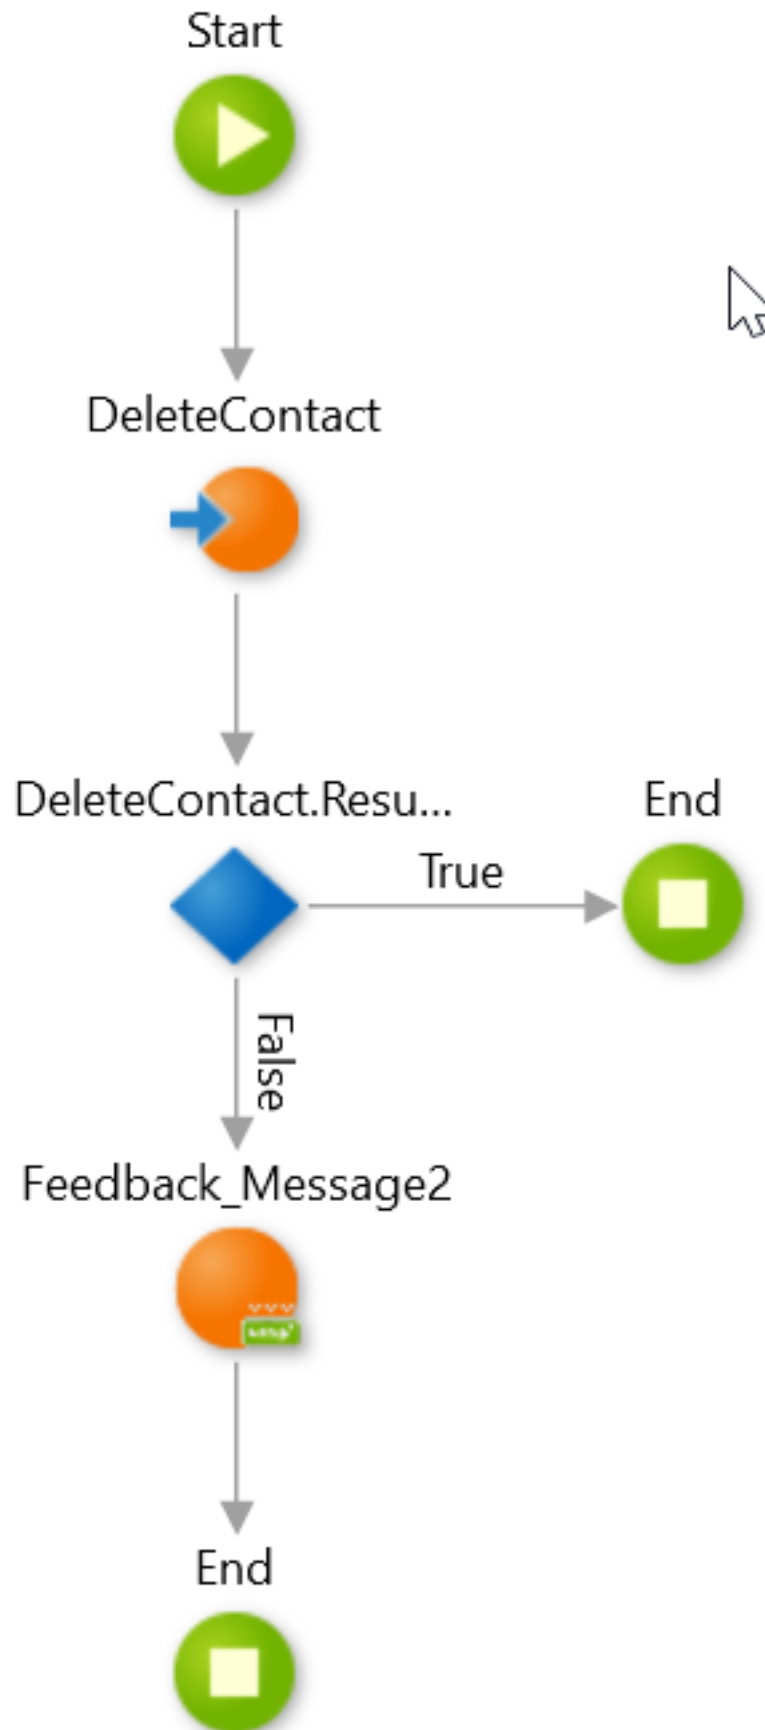 Start
DeleteContact
DeleteContact.Resu...
End
True
False
Feedback_Message2
End